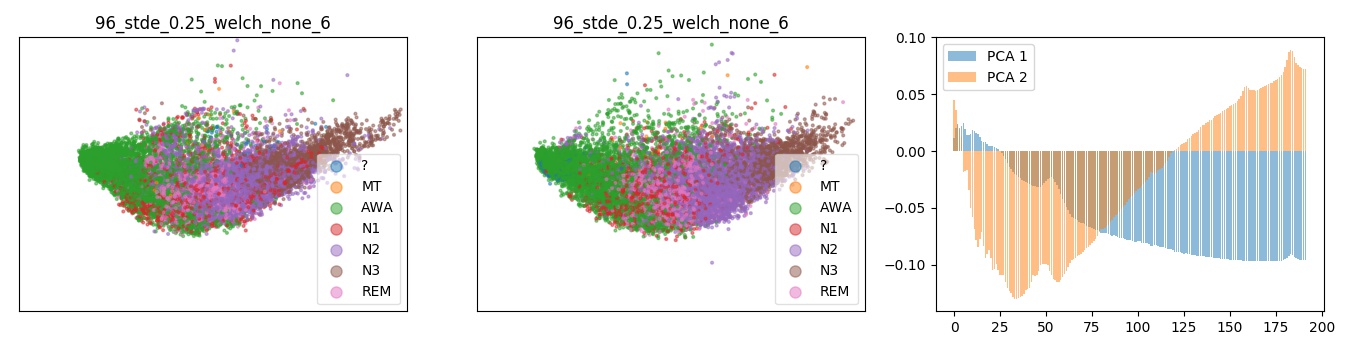 96_stde_0.25_welch_none_6
?
MT
AWA
N1
N2
N3
REM
96_stde_0.25_welch_none_6
?
MT
AWA
N1
N2
N3
REM
PCA 1
PCA 2
0.10
0.05
0.00
−0.05
−0.10
0 25 50 75 100 125 150 175 200